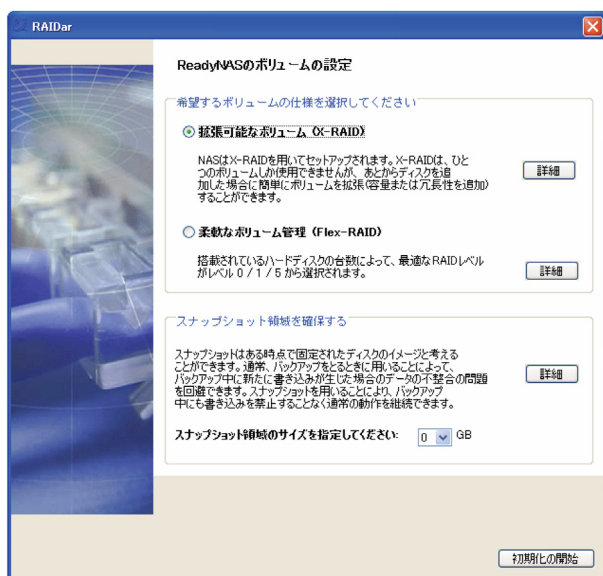 RAIDar
ReadyNASのボリュームの設定
希望するボリュームの仕様を選択してください
拡張可能なボリューム (X-RAID)
NASはX-RAIDを用いてセットアップされます。X-RAIDは、ひと
つのボリュームしか使用できませんが、あとからディスクを追
加した場合に簡単にボリュームを拡張(容量または冗長性を追加)
することができます。
詳細
柔軟なボリューム管理 (Flex-RAID)
搭載されているハードディスクの台数によって、最適なRAIDレベル
がレベル 0 / 1 / 5 から選択されます。
詳細
スナップショット領域を確保する
スナップショットはある時点で固定されたディスクのイメージと考える
ことができます。通常、バックアップをとるときに用いることによって、
バックアップ中に新たに書き込みが生じた場合のデータの不整合の問題
を回避できます。スナップショットを用いることにより、バックアップ
中にも書き込みを禁止することなく通常の動作を継続できます。
詳細
スナップショット領域のサイズを指定してください: 0 GB
初期化の開始